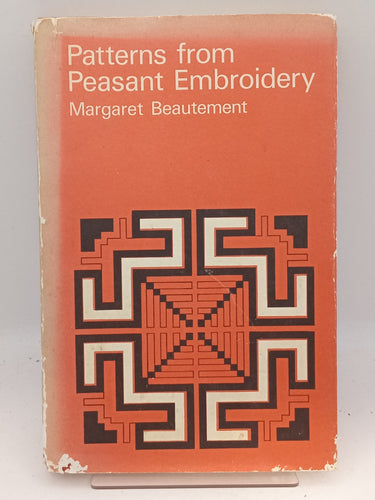 Patterns from
Peasant Embroidery
Margaret Beautement